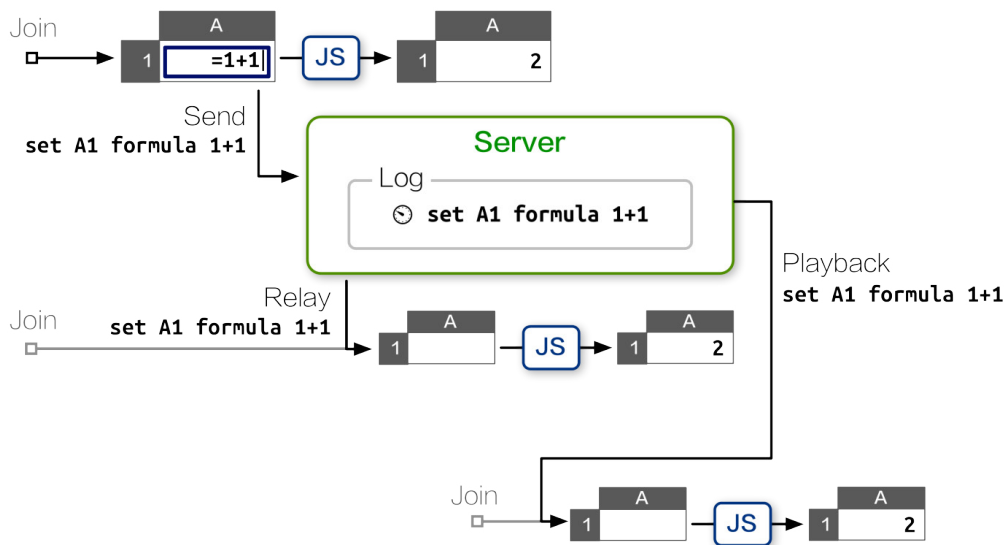 Join
A
1 =1+1
JS
A
1 2
Send
set A1 formula 1+1
Server
Log
set A1 formula 1+1
Playback
set A1 formula 1+1
Relay
set A1 formula 1+1
Join
A
1
JS
A
1 2
Join
A
1
JS
A
1 2